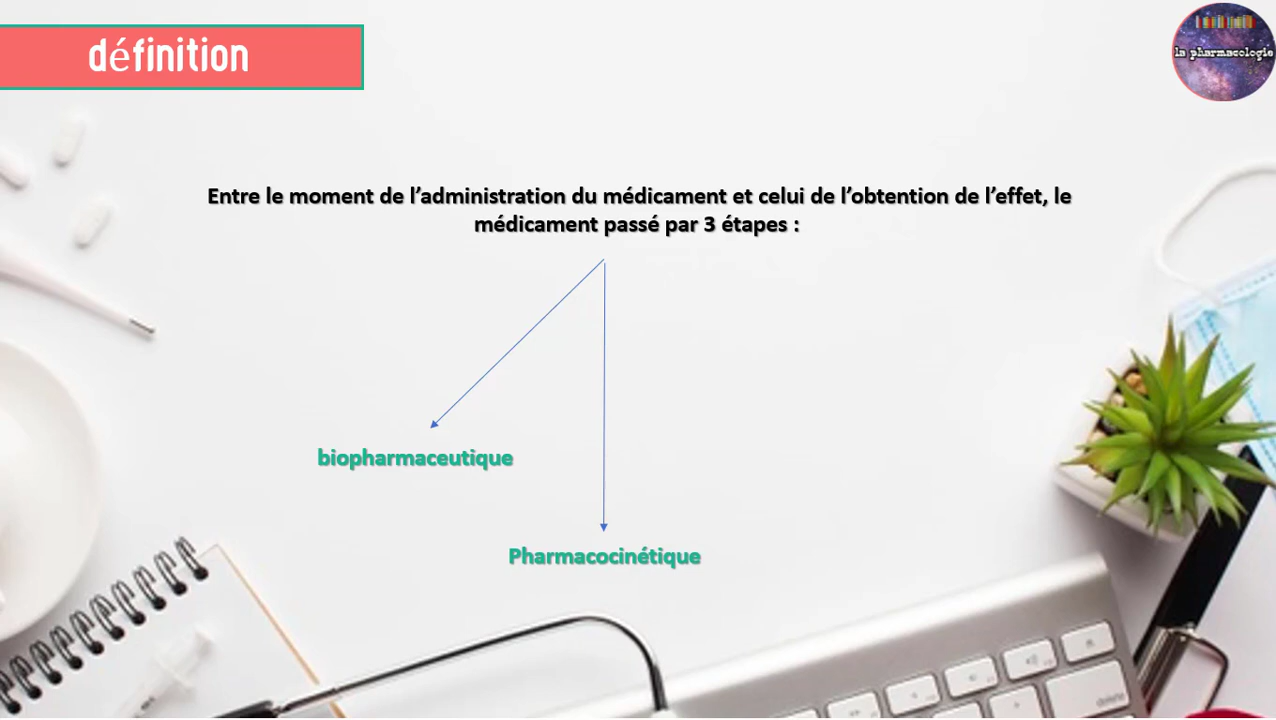 définition
la pharmacologie
Entre le moment de l’administration du médicament et celui de l’obtention de l’effet, le
médicament passé par 3 étapes :
biopharmaceutique
Pharmacocinétique
delete